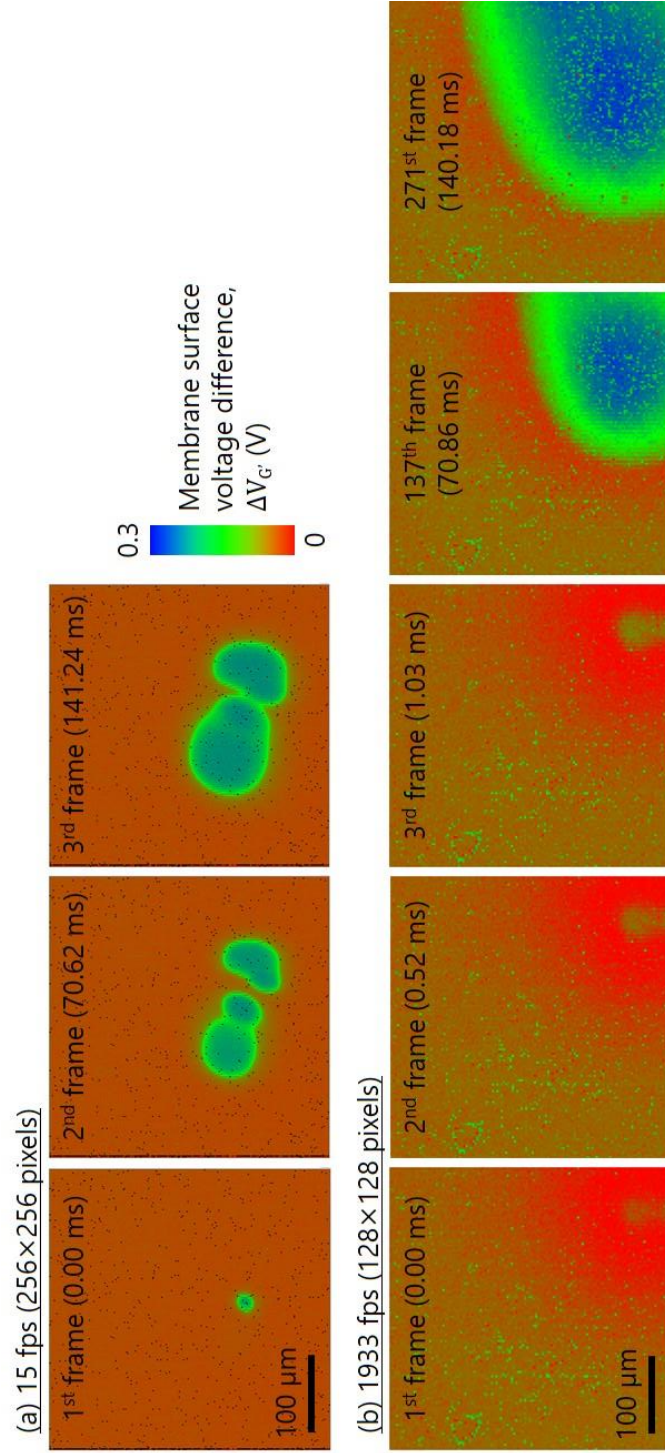 (a) 15 fps (256×256 pixels)
1st frame (0.00 ms)
100 μm
2nd frame (70.62 ms)
3rd frame (141.24 ms)
0.3
0
Membrane surface
voltage difference,
ΔVG′ (V)
(b) 1933 fps (128×128 pixels)
1st frame (0.00 ms)
100 μm
2nd frame (0.52 ms)
3rd frame (1.03 ms)
137th frame
(70.86 ms)
271st frame
(140.18 ms)